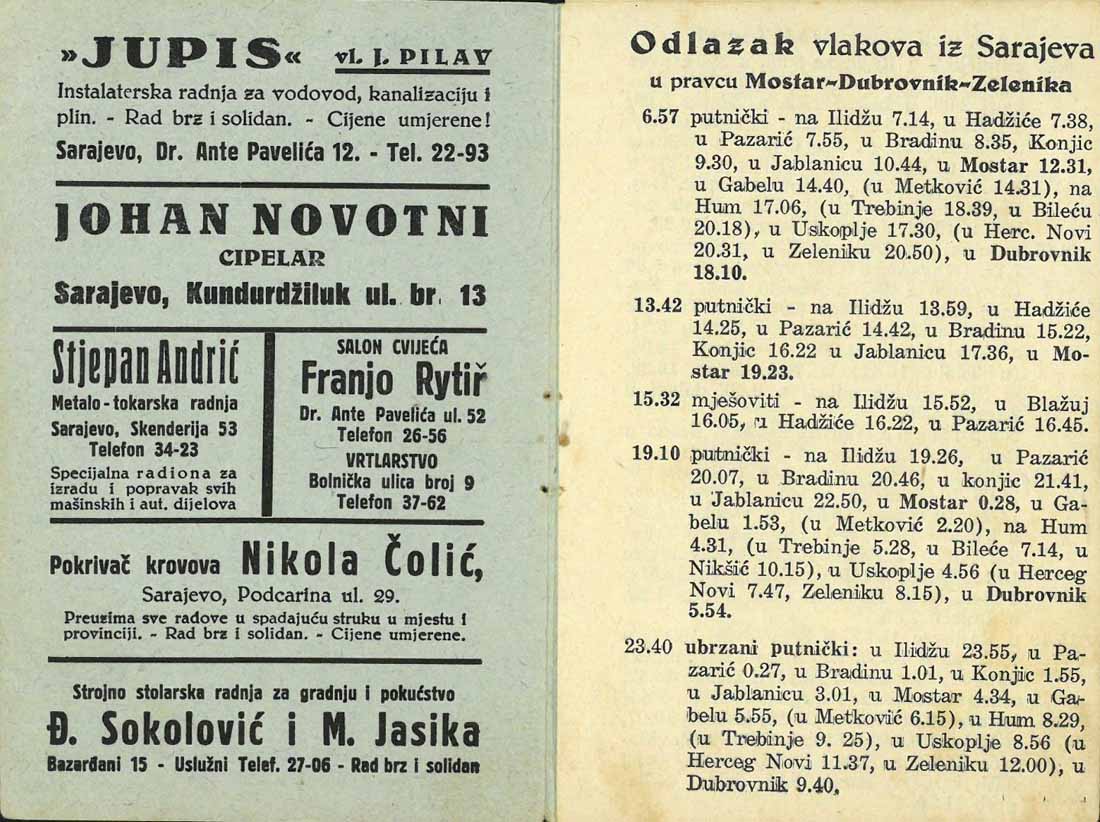 »JUPIS« vl. J. PILAV
Instalaterska radnja za vodovod, kanalizaciju i
plin. - Rad brz i solidan. - Cijene umjerene!
Sarajevo, Dr. Ante Pavelića 12. - Tel. 22-93
JOHAN NOVOTNI
CIPELAR
Sarajevo, Kundurdžiluk ul. br. 13
Stjepan Andrić
Metalo-tokarska radnja
Sarajevo, Skenderija 53
Telefon 34-23
Specijalna radiona za
izradu i popravak svih
mašinskih i aut. dijelova
SALON CVIJEĆA
Franjo Rytiř
Dr. Ante Pavelića ul. 52
Telefon 26-56
VRTLARSTVO
Bolnička ulica broj 9
Telefon 37-62
Pokrivač krovova Nikola Čolić,
Sarajevo, Podcarina ul. 29.
Preuzima sve radove u spadajuću struku u mjestu i
provinciji. - Rad brz i solidan. - Cijene umjerene.
Strojno stolarska radnja za gradnju i pokućstvo
Đ. Sokolović i M. Jasika
Bazerđani 15 - Uslužni Telef. 27-06 - Rad brz i solidan
Odlazak vlakova iz Sarajeva
u pravcu Mostar-Dubrovnik-Zelenika
6.57 putnički - na Ilidžu 7.14, u Hadžiće 7.38,
u Pazarić 7.55, u Bradinu 8.35, Konjic
9.30, u Jablanicu 10.44, u Mostar 12.31,
u Gabelu 14.40, (u Metković 14.31), na
Hum 17.06, (u Trebinje 18.39, u Bileću
20.18), u Uskoplje 17.30, (u Herc. Novi
20.31, u Zeleniku 20.50), u Dubrovnik
18.10.
13.42 putnički - na Ilidžu 13.59, u Hadžiće
14.25, u Pazarić 14.42, u Bradinu 15.22,
Konjic 16.22 u Jablanicu 17.36, u Mo-
star 19.23.
15.32 mješoviti - na Ilidžu 15.52, u Blažuj
16.05, u Hadžiće 16.22, u Pazarić 16.45.
19.10 putnički - na Ilidžu 19.26, u Pazarić
20.07, u Bradinu 20.46, u konjic 21.41,
u Jablanicu 22.50, u Mostar 0.28, u Ga-
belu 1.53, (u Metković 2.20), na Hum
4.31, (u Trebinje 5.28, u Bileće 7.14, u
Nikšić 10.15), u Uskoplje 4.56 (u Herceg
Novi 7.47, Zeleniku 8.15), u Dubrovnik
5.54.
23.40 ubrzani putnički: u Ilidžu 23.55, u Pa-
zarić 0.27, u Bradinu 1.01, u Konjic 1.55,
u Jablanicu 3.01, u Mostar 4.34, u Ga-
belu 5.55, (u Metković 6.15), u Hum 8.29,
(u Trebinje 9. 25), u Uskoplje 8.56 (u
Herceg Novi 11.37, u Zeleniku 12.00), u
Dubrovnik 9.40.